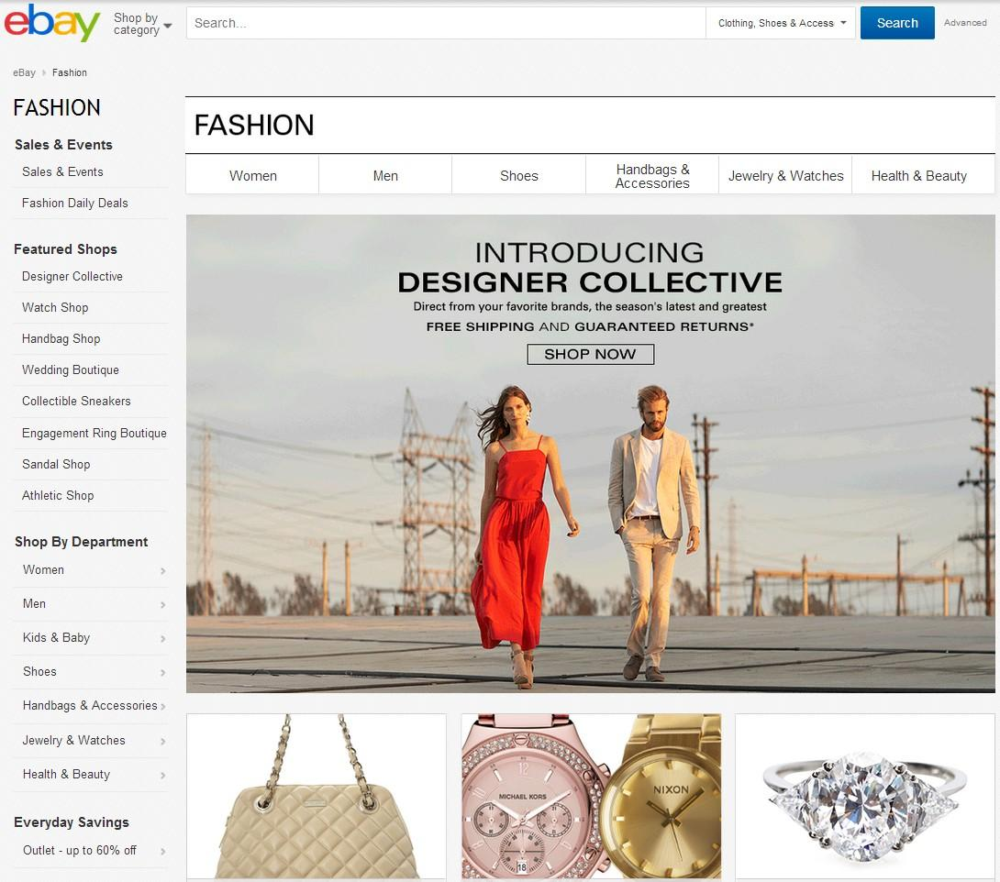 ebay
Shop by
category
Search...
Clothing, Shoes & Access
Search
Advanced
eBay
Fashion
FASHION
Sales & Events
Sales & Events
Fashion Daily Deals
Featured Shops
Designer Collective
Watch Shop
Handbag Shop
Wedding Boutique
Collectible Sneakers
Engagement Ring Boutique
Sandal Shop
Athletic Shop
Shop By Department
Women
Men
Kids & Baby
Shoes
Handbags & Accessories
Jewelry & Watches
Health & Beauty
Everyday Savings
Outlet - up to 60% off
FASHION
Women
Men
Shoes
Handbags &
Accessories
Jewelry & Watches
Health & Beauty
INTRODUCING
DESIGNER COLLECTIVE
Direct from your favorite brands, the season's latest and greatest
FREE SHIPPING AND GUARANTEED RETURNS*
SHOP NOW
12
MICHAEL KORS
18
NIXON